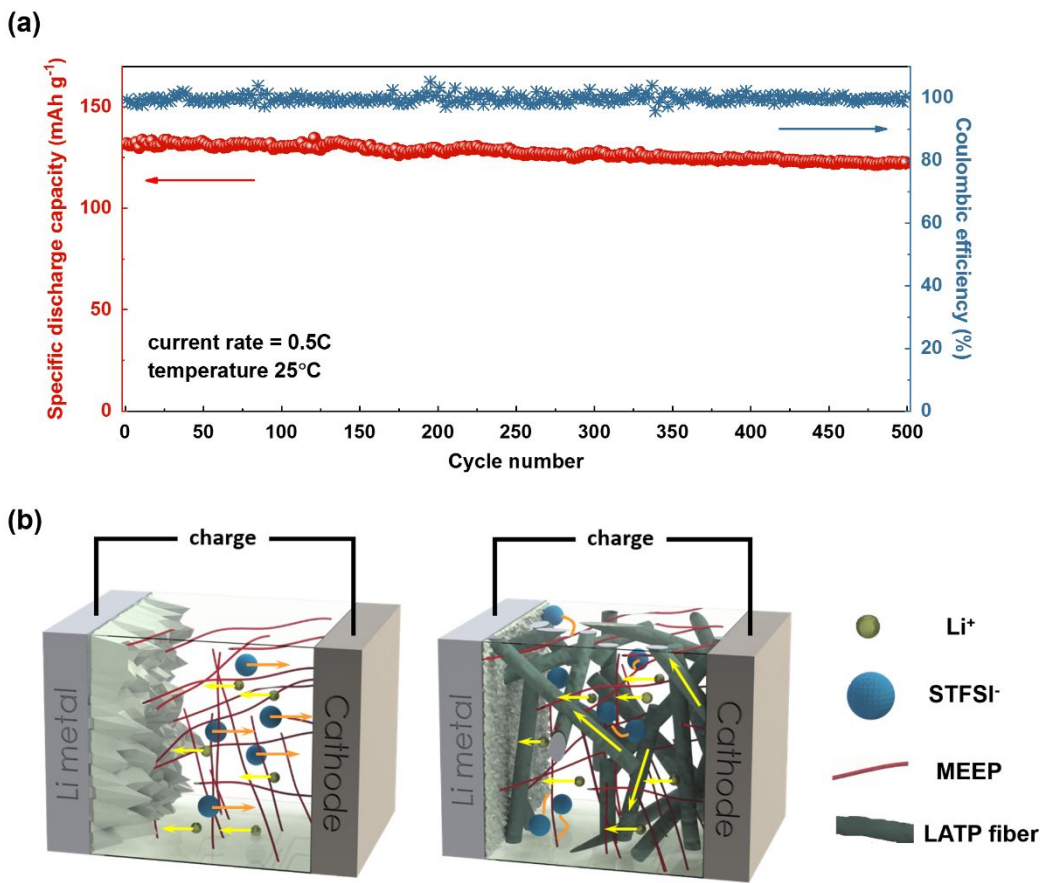 (a)
150
100
50
0
Specific discharge capacity (mAh g⁻¹)
100
80
60
40
20
0
Coulombic efficiency (%)
current rate = 0.5C
temperature 25°C
0 50 100 150 200 250 300 350 400 450 500
Cycle number
(b)
charge
Li metal
Cathode
charge
Li metal
Cathode
Li⁺
STFSI⁻
MEEP
LATP fiber